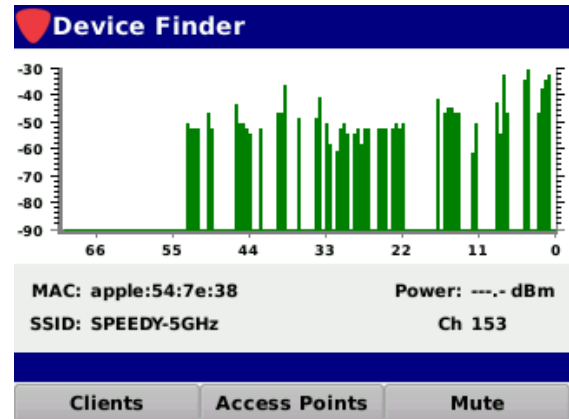 Device Finder
-30
-40
-50
-60
-70
-80
-90
66 55 44 33 22 11 0
MAC: apple:54:7e:38 Power: ---.- dBm
SSID: SPEEDY-5GHz Ch 153
Clients Access Points Mute